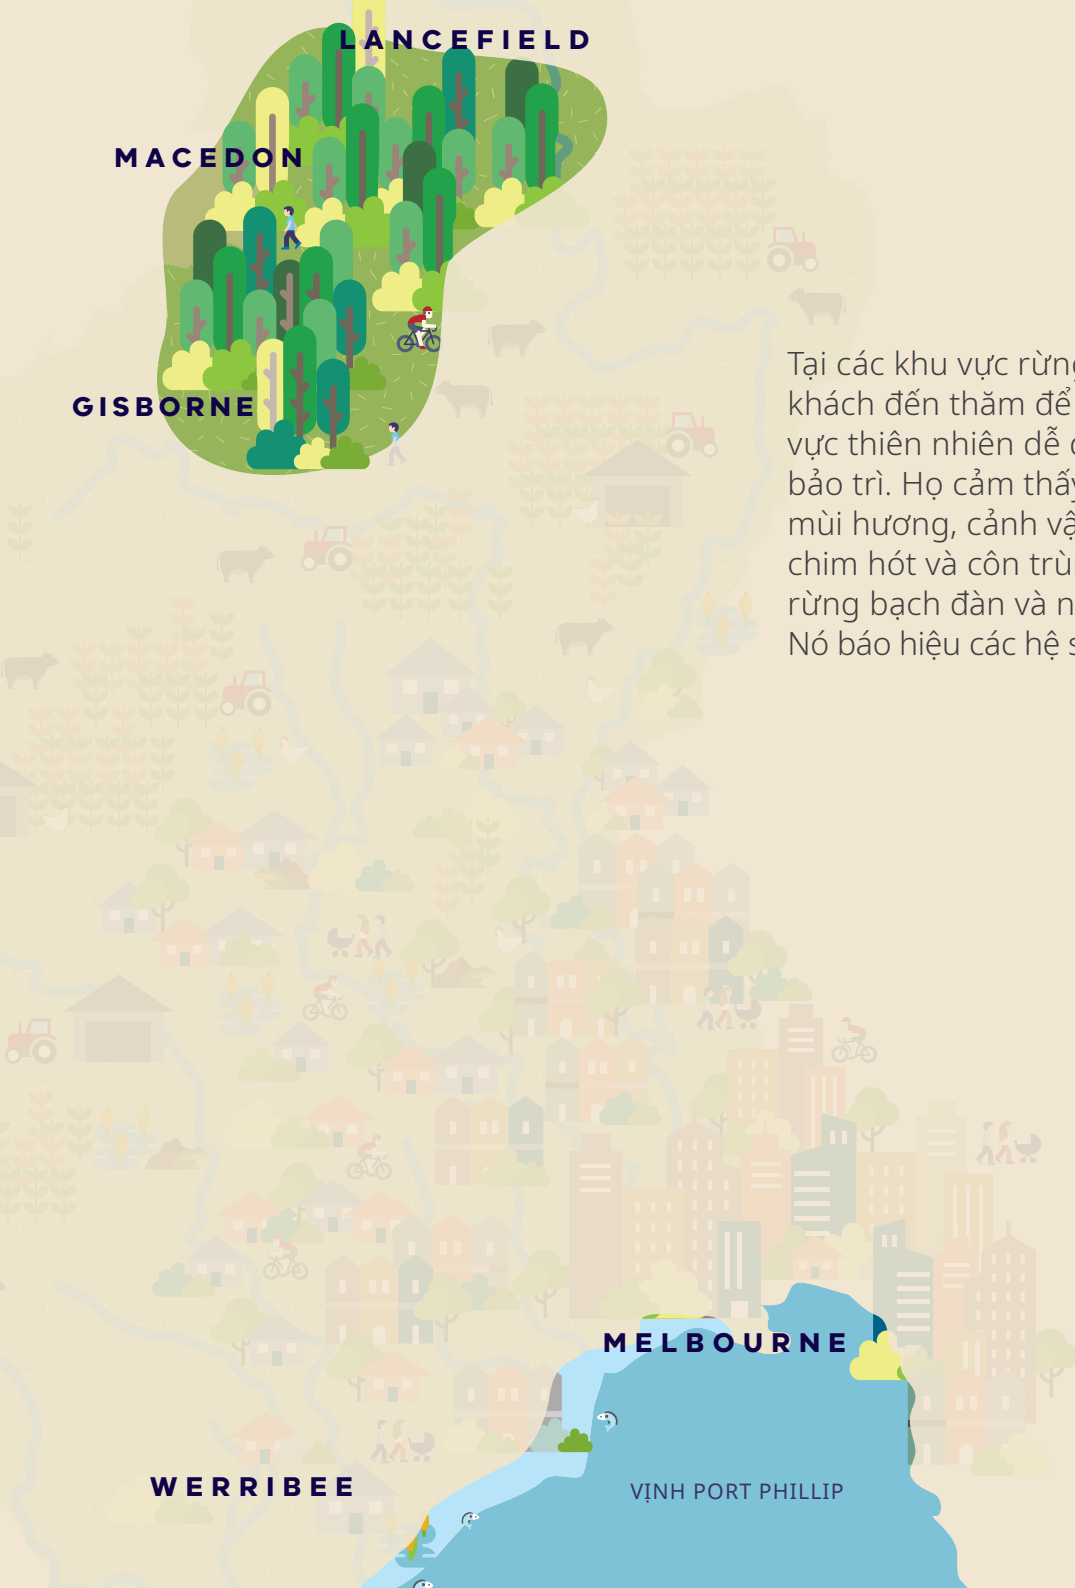 LANCEFIELD
MACEDON
GISBORNE
Tại các khu vực rừng
khách đến thăm để
vực thiên nhiên dễ
bảo trì. Họ cảm thấy
mùi hương, cảnh
chim hót và côn
rừng bạch đàn và
Nó báo hiệu các hệ
MELBOURNE
WERRIBEE
VỊNH PORT PHILLIP